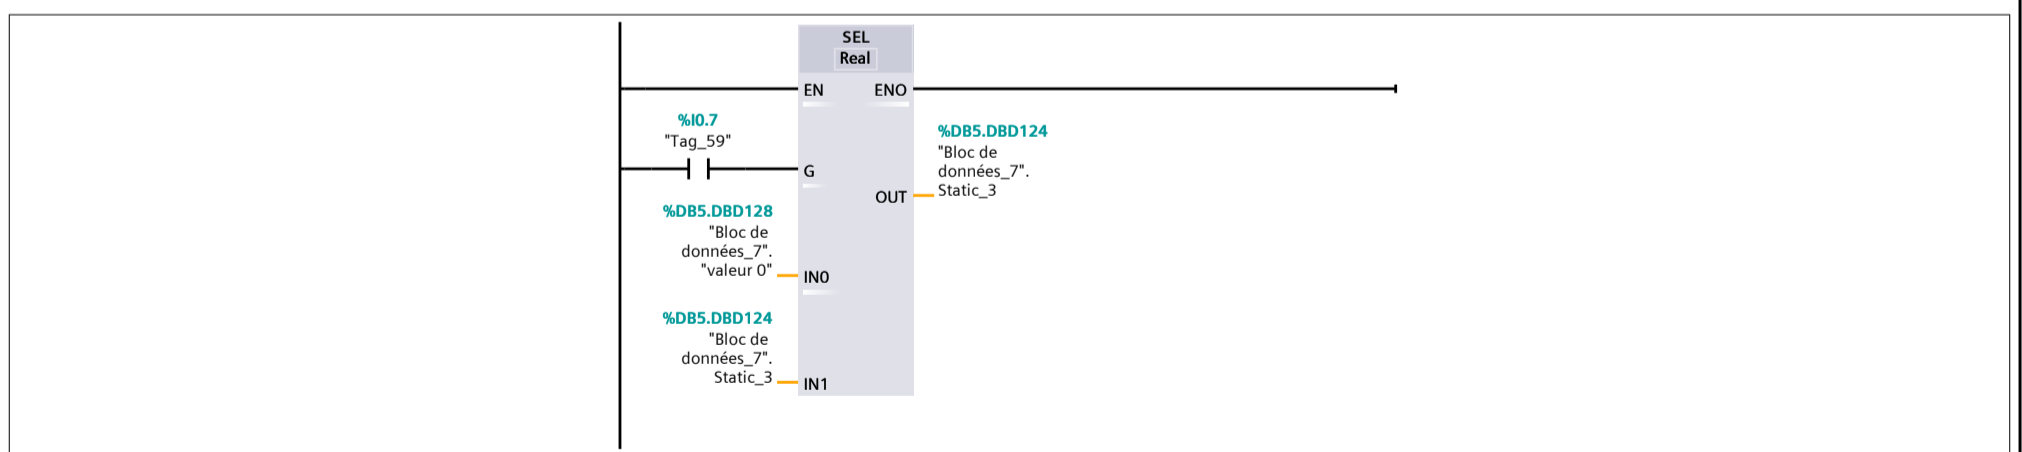 SEL
Real
EN ENO
%I0.7
"Tag_59"
G
%DB5.DBD124
"Bloc de
données_7".
Static_3
OUT
%DB5.DBD128
"Bloc de
données_7".
"valeur 0"
IN0
%DB5.DBD124
"Bloc de
données_7".
Static_3
IN1